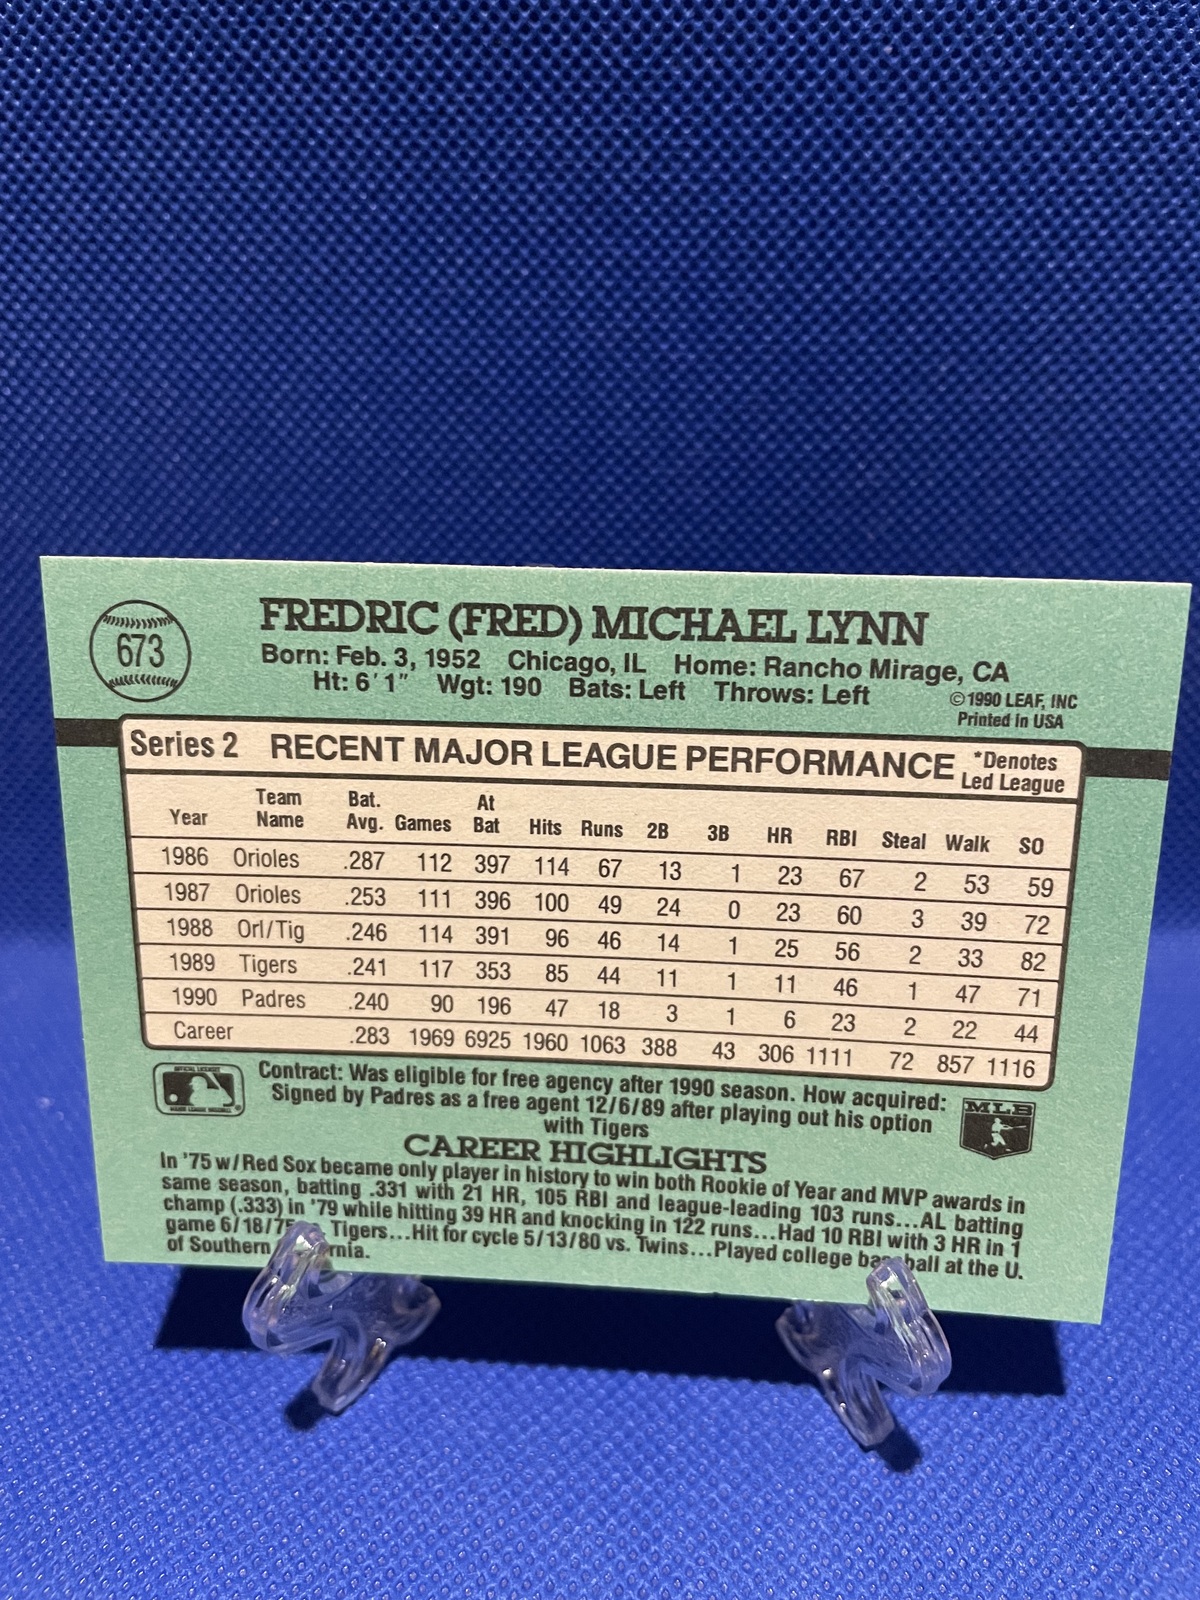 673
FREDRIC (FRED) MICHAEL LYNN
Born: Feb. 3, 1952 Chicago, IL Home: Rancho Mirage, CA
Ht: 6' 1" Wgt: 190 Bats: Left Throws: Left
©1990 LEAF, INC
Printed in USA
Series 2 RECENT MAJOR LEAGUE PERFORMANCE *Denotes Led League
Year Team Name Bat. Avg. Games At Bat Hits Runs 2B 3B HR RBI Steal Walk SO
1986 Orioles .287 112 397 114 67 13 1 23 67 2 53 59
1987 Orioles .253 111 396 100 49 24 0 23 60 3 39 72
1988 Orl/Tig .246 114 391 96 46 14 1 25 56 2 33 82
1989 Tigers .241 117 353 85 44 11 1 11 46 1 47 71
1990 Padres .240 90 196 47 18 3 1 6 23 2 22 44
Career .283 1969 6925 1960 1063 388 43 306 1111 72 857 1116
Contract: Was eligible for free agency after 1990 season. How acquired:
Signed by Padres as a free agent 12/6/89 after playing out his option
with Tigers
MLB
CAREER HIGHLIGHTS
In '75 w/Red Sox became only player in history to win both Rookie of Year and MVP awards in
same season, batting .331 with 21 HR, 105 RBI and league-leading 103 runs...AL batting
champ (.333) in '79 while hitting 39 HR and knocking in 122 runs...Had 10 RBI with 3 HR in 1
game 6/18/75 Tigers...Hit for cycle 5/13/80 vs. Twins...Played college baseball at the U.
of Southern